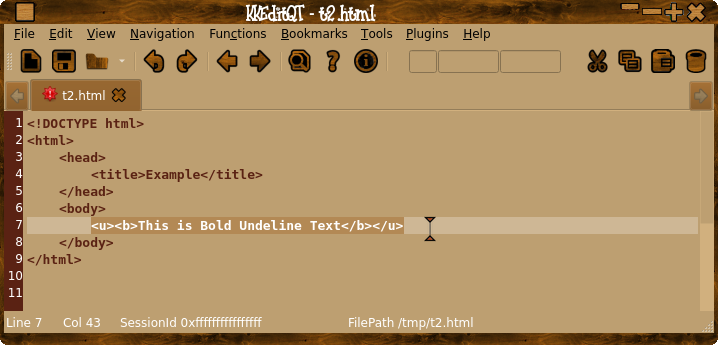 KKEditQT - t2.html
File Edit View Navigation Functions Bookmarks Tools Plugins Help
t2.html
1 <!DOCTYPE html>
2 <html>
3 <head>
4 <title>Example</title>
5 </head>
6 <body>
7 <u><b>This is Bold Undeline Text</b></u>
8 </body>
9 </html>
10
11
Line 7 Col 43 SessionId 0xffffffffffffffff FilePath /tmp/t2.html